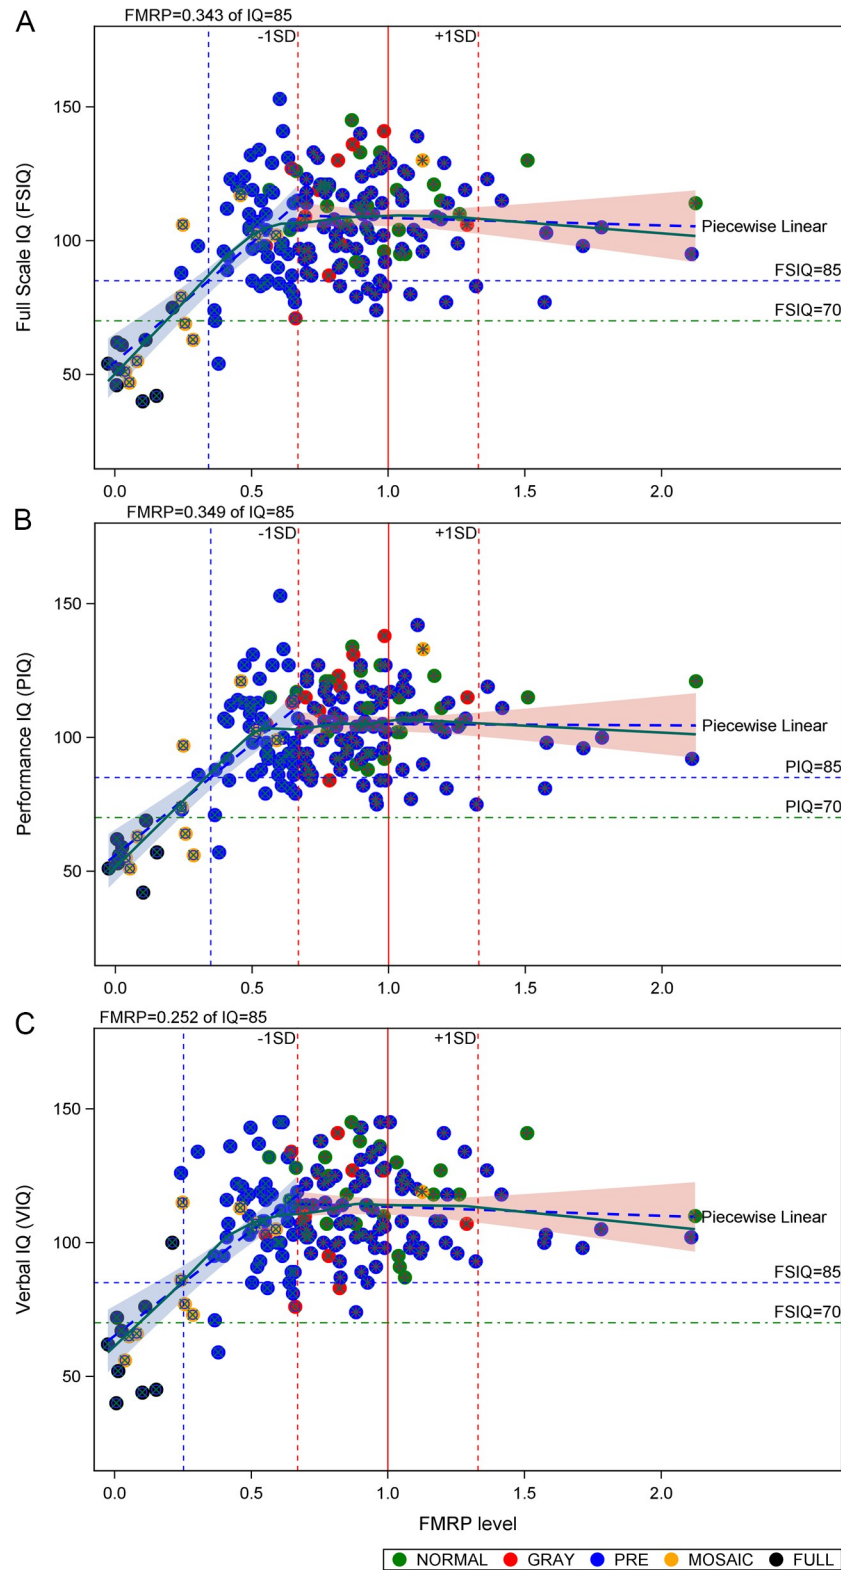 A
FMRP=0.343 of IQ=85
-1SD
+1SD
150
100
50
Full Scale IQ (FSIQ)
Piecewise Linear
FSIQ=85
FSIQ=70
0.0 0.5 1.0 1.5 2.0
B
FMRP=0.349 of IQ=85
-1SD
+1SD
150
100
50
Performance IQ (PIQ)
Piecewise Linear
PIQ=85
PIQ=70
0.0 0.5 1.0 1.5 2.0
C
FMRP=0.252 of IQ=85
-1SD
+1SD
150
100
50
Verbal IQ (VIQ)
Piecewise Linear
FSIQ=85
FSIQ=70
0.0 0.5 1.0 1.5 2.0
FMRP level
NORMAL GRAY PRE MOSAIC FULL